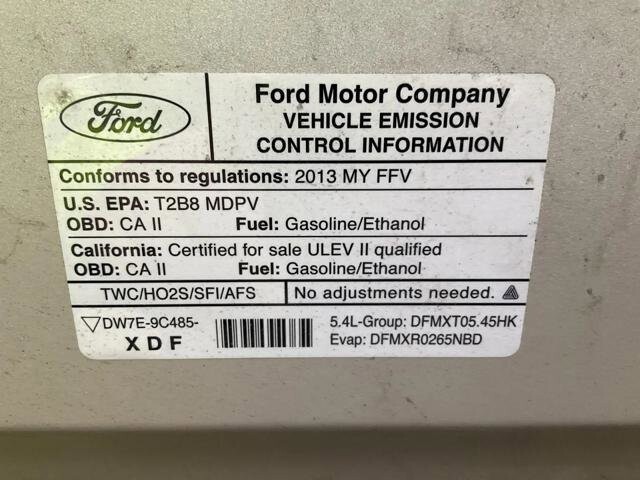 Ford
Ford Motor Company
VEHICLE EMISSION
CONTROL INFORMATION
Conforms to regulations: 2013 MY FFV
U.S. EPA: T2B8 MDPV
OBD: CA II Fuel: Gasoline/Ethanol
California: Certified for sale ULEV II qualified
OBD: CA II Fuel: Gasoline/Ethanol
TWC/HO2S/SFI/AFS No adjustments needed.
DW7E-9C485- 5.4L-Group: DFMXT05.45HK
XDF Evap: DFMXR0265NBD